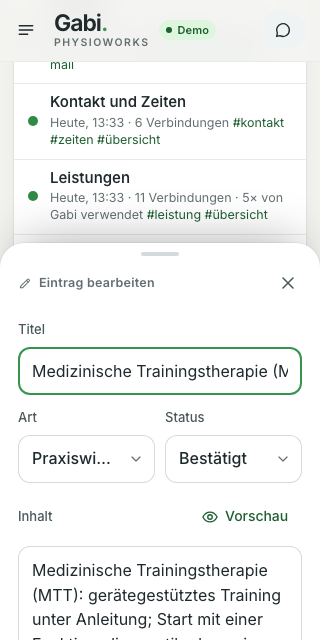 Gabi.
PHYSIOWORKS
Demo
mail
Kontakt und Zeiten
Heute, 13:33 · 6 Verbindungen #kontakt
#zeiten #übersicht
Leistungen
Heute, 13:33 · 11 Verbindungen · 5× von
Gabi verwendet #leistung #übersicht
Eintrag bearbeiten
Titel
Medizinische Trainingstherapie (M
Art
Status
Praxiswi...
Bestätigt
Inhalt
Vorschau
Medizinische Trainingstherapie
(MTT): gerätegestütztes Training
unter Anleitung; Start mit einer